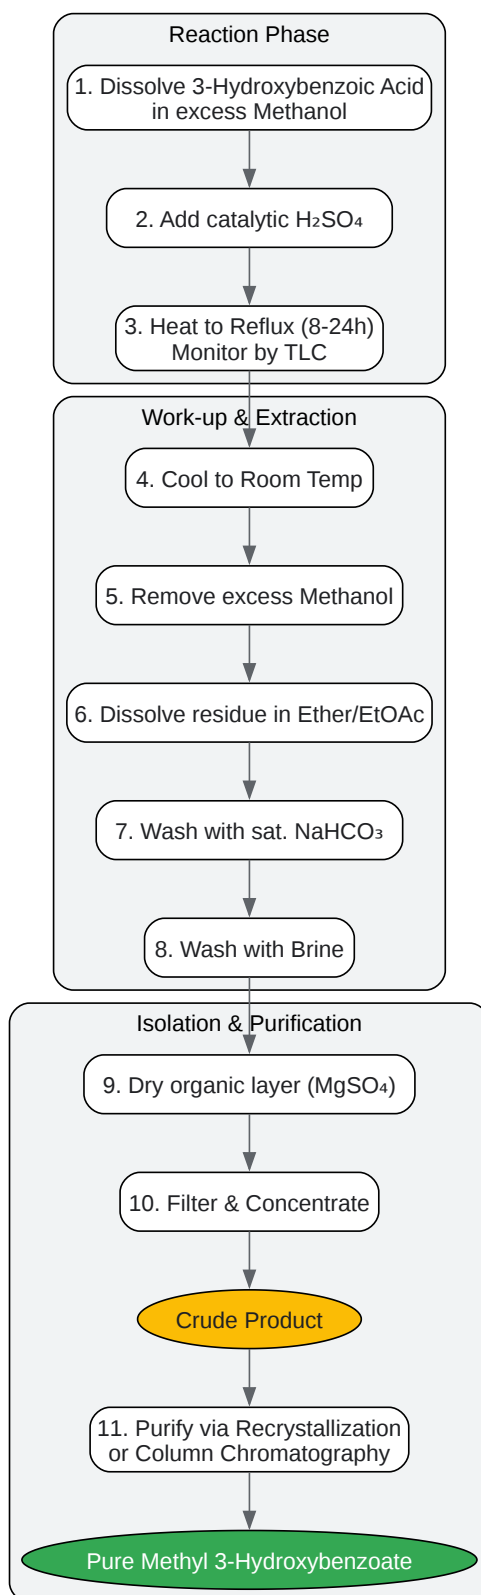 Reaction Phase
1. Dissolve 3-Hydroxybenzoic Acid
in excess Methanol
2. Add catalytic H₂SO₄
3. Heat to Reflux (8-24h)
Monitor by TLC
Work-up & Extraction
4. Cool to Room Temp
5. Remove excess Methanol
6. Dissolve residue in Ether/EtOAc
7. Wash with sat. NaHCO₃
8. Wash with Brine
Isolation & Purification
9. Dry organic layer (MgSO₄)
10. Filter & Concentrate
Crude Product
11. Purify via Recrystallization
or Column Chromatography
Pure Methyl 3-Hydroxybenzoate